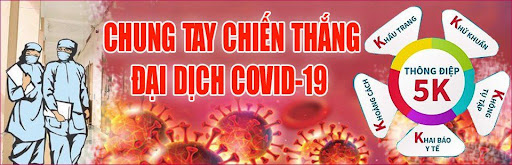 CHUNG TAY CHIẾN THẮNG
ĐẠI DỊCH COVID-19
THÔNG ĐIỆP
5K
KHẨU TRANG
KHỬ KHUẨN
KHOẢNG CÁCH
KHÔNG
TỤ TẬP
KHAI BÁO
Y TẾ